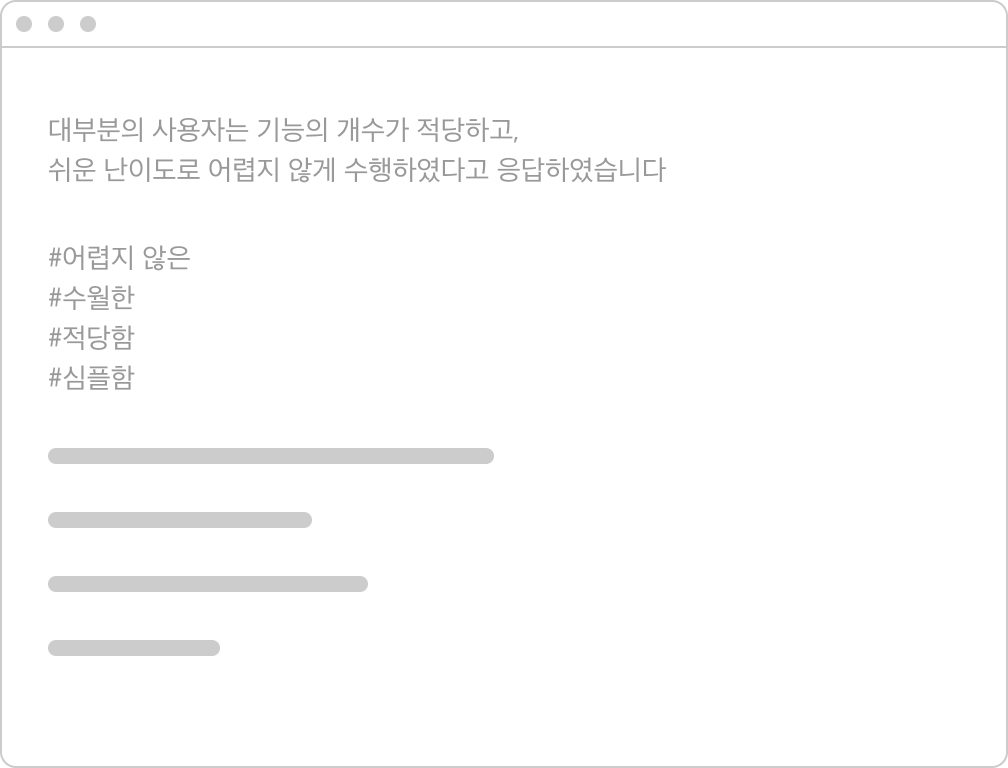 대부분의 사용자는 기능의 개수가 적당하고,
쉬운 난이도로 어렵지 않게 수행하였다고 응답하였습니다
#어렵지 않은
#수월한
#적당함
#심플함